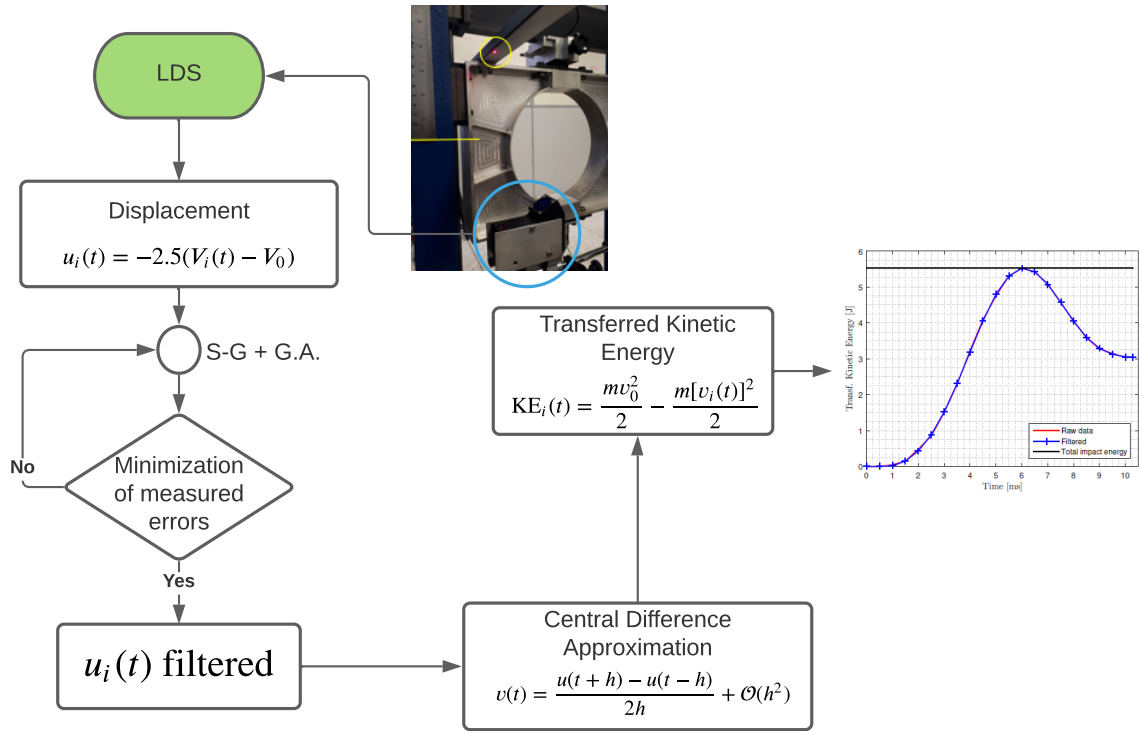 LDS
Displacement
u_i(t) = −2.5(V_i(t) − V_0)
S-G + G.A.
No
Minimization
of measured
errors
Yes
u_i(t) filtered
Central Difference
Approximation
v(t) = \frac{u(t + h) − u(t − h)}{2h} + 𝒪(h^2)
Transferred Kinetic
Energy
KE_i(t) = \frac{mv_0^2}{2} − \frac{m[v_i(t)]^2}{2}
Transf. Kinetic Energy [J]
6
5
4
3
2
1
0
Raw data
Filtered
Total impact energy
0 1 2 3 4 5 6 7 8 9 10
Time [ms]